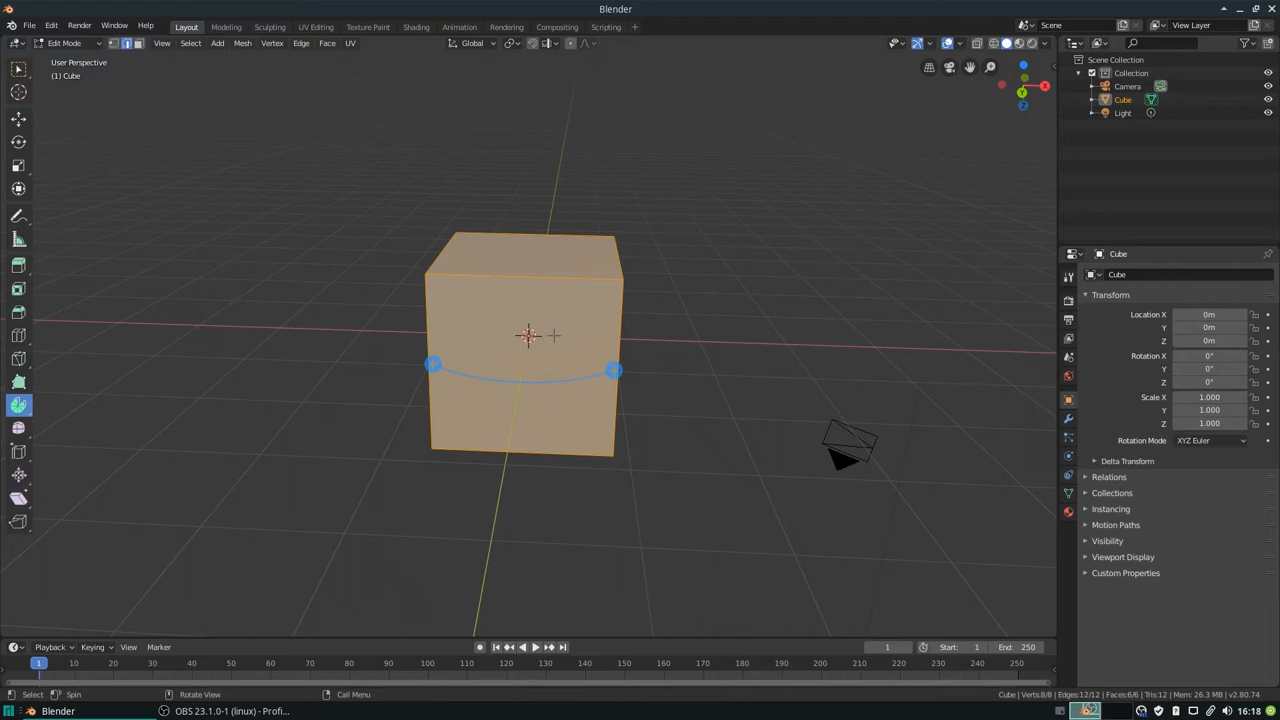 Blender
File Edit Render Window Help Layout Modeling Sculpting UV Editing Texture Paint Shading Animation Rendering Compositing Scripting + Scene View Layer
Edit Mode View Select Add Mesh Vertex Edge Face UV Global
User Perspective
(1) Cube
X
Y
Z
Z
Scene Collection
Collection
Camera
Cube
Light
Cube
Cube
Transform
Location X 0m
Y 0m
Z 0m
Rotation X 0°
Y 0°
Z 0°
Scale X 1.000
Y 1.000
Z 1.000
Rotation Mode XYZ Euler
Delta Transform
Relations
Collections
Instancing
Motion Paths
Visibility
Viewport Display
Custom Properties
Playback Keying View Marker 1 Start: 1 End: 250
1 10 20 30 40 50 60 70 80 90 100 110 120 130 140 150 160 170 180 190 200 210 220 230 240 250
Select Spin Rotate View Call Menu Cube | Verts:8/8 | Edges:12/12 | Faces:6/6 | Tris:12 | Mem: 26.3 MB | v2.80.74
Blender OBS 23.1.0-1 (linux) - Profi... 16:18